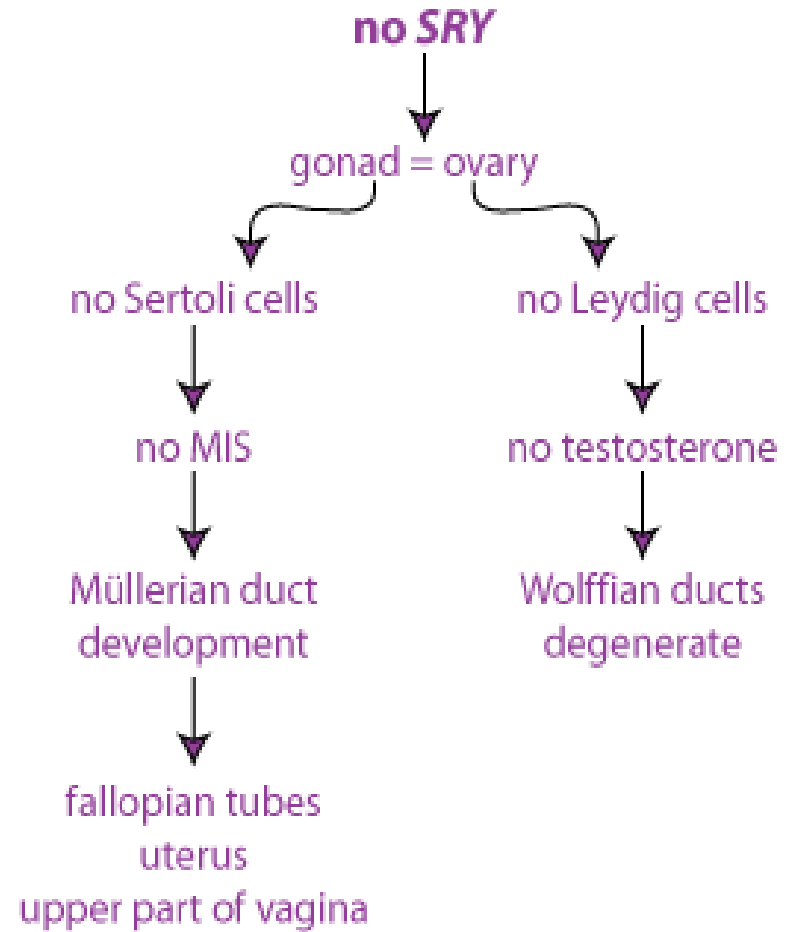 no SRY
gonad = ovary
no Sertoli cells
no Leydig cells
no MIS
no testosterone
Müllerian duct
development
Wolffian ducts
degenerate
fallopian tubes
uterus
upper part of vagina